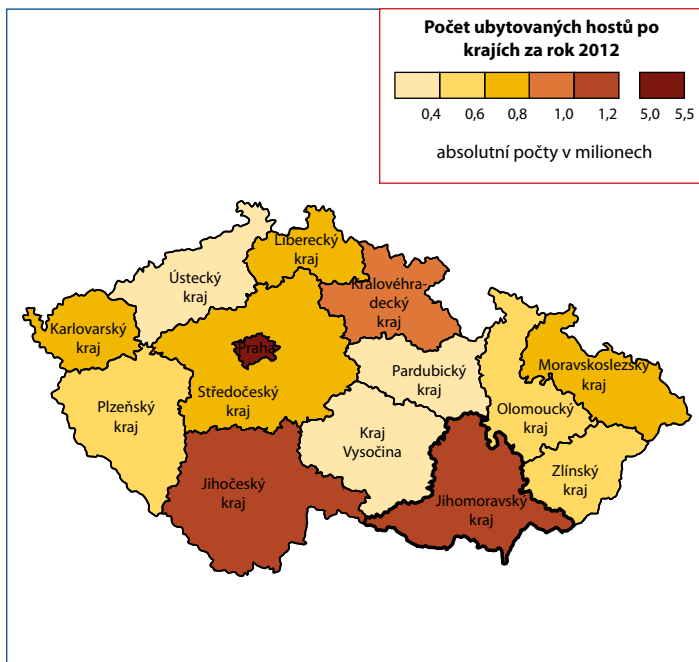 Počet ubytovaných hostů po
krajích za rok 2012
0,4 0,6 0,8 1,0 1,2 5,0 5,5
absolutní počty v milionech
Liberecký
kraj
Ústecký
kraj
Královéhra-
decký
kraj
Karlovarský
kraj
Praha
Středočeský
kraj
Pardubický
kraj
Moravskoslezský
kraj
Plzeňský
kraj
Olomoucký
kraj
Kraj
Vysočina
Zlínský
kraj
Jihočeský
kraj
Jihomoravský
kraj